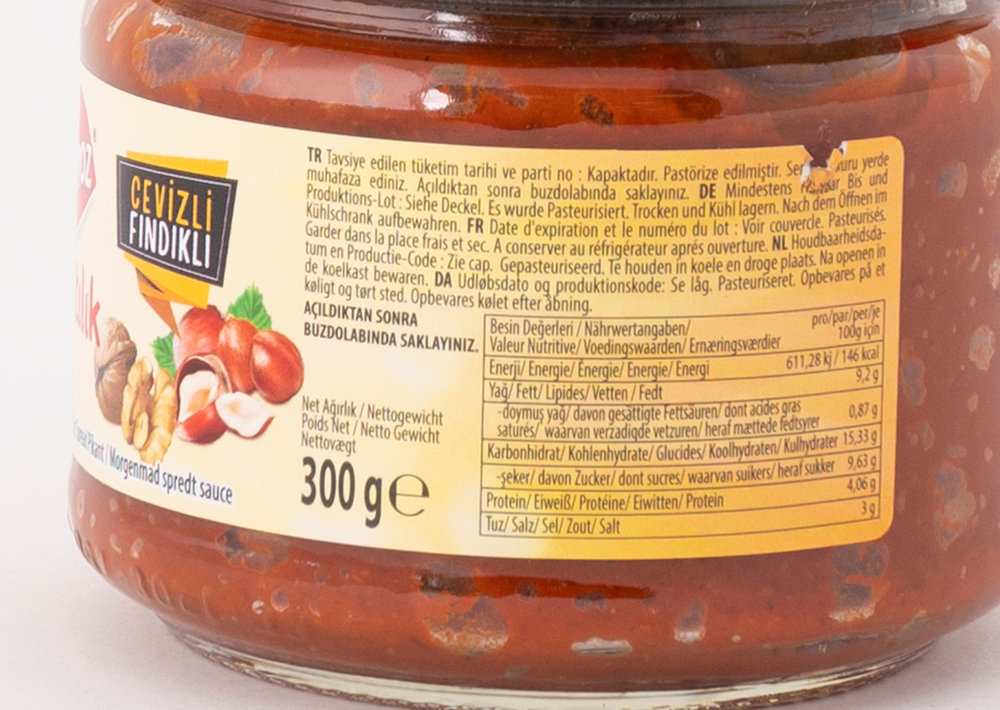 CEVİZLİ
FINDIKLI
TR Tavsiye edilen tüketim tarihi ve parti no : Kapaktadır. Pastörize edilmiştir. yerde
muhafaza ediniz. Açıldıktan sonra buzdolabında saklayınız. DE Mindestens Bis und
Produktions-Lot : Siehe Deckel. Es wurde Pasteurisiert. Trocken und Kühl lagern. Nach dem Öffnen im
Kühlschrank aufbewahren. FR Date d'expiration et le numéro du lot : Voir couvercle. Pasteurisés.
Garder dans la place frais et sec. A conserver au réfrigérateur aprés ouverture. NL Houdbaarheidsda-
tum en Productie-Code : Zie cap. Gepasteuriseerd. Te houden in koele en droge plaats. Na openen in
de koelkast bewaren. DA Udløbsdato og produktionskode: Se låg. Pasteuriseret. Opbevares på et
køligt og tørt sted. Opbevares kølet efter åbning.
AÇILDIKTAN SONRA
BUZDOLABINDA SAKLAYINIZ.
Besin Değerleri / Nährwertangaben/ pro/par/per/je
Valeur Nutritive/ Voedingswaarden/ Ernæringsværdier 100g için
Enerji/ Energie/ Énergie/ Energie/ Energi 611,28 kj / 146 kcal
Yağ/ Fett/ Lipides/ Vetten / Fedt 9,2 g
-doymuş yağ/ davon gesättigte Fettsäuren/ dont acides gras
saturés/ waarvan verzadigde vetzuren/ heraf mættede fedtsyrer 0,87 g
Karbonhidrat/ Kohlenhydrate/ Glucides/ Koolhydraten/ Kulhydrater 15,33 g
-şeker/ davon Zucker/ dont sucres/ waarvan suikers/ heraf sukker 9,63 g
Protein/ Eiweiß/ Protéine/ Eiwitten/ Protein 4,06 g
Tuz/ Salz/ Sel/ Zout/ Salt 3 g
Net Ağırlık / Nettogewicht
Poids Net / Netto Gewicht
Nettovægt
300 g e
Pikant / Morgenmad spredt sauce